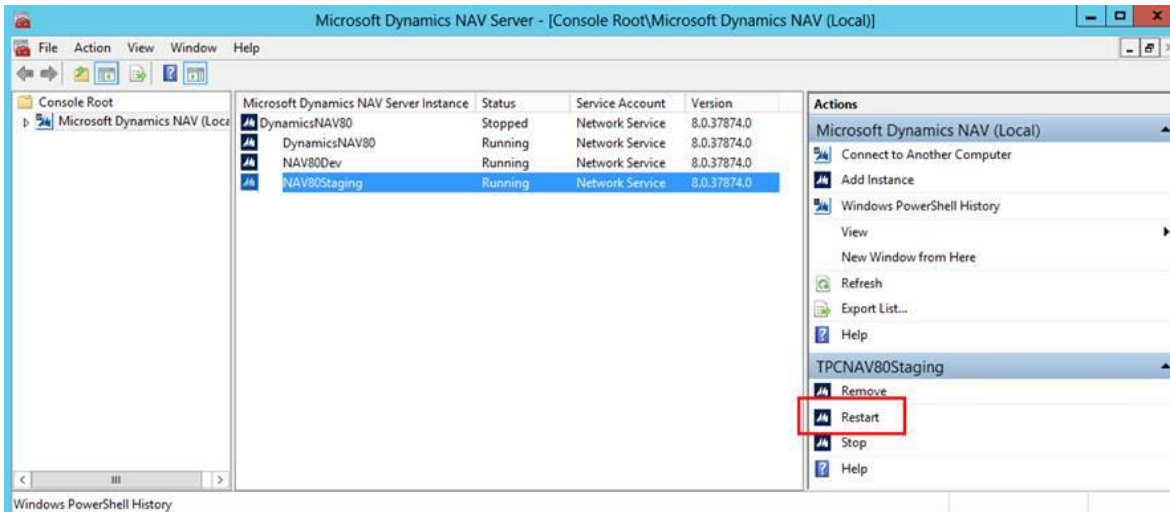 Microsoft Dynamics NAV Server - [Console Root\Microsoft Dynamics NAV (Local)]
File Action View Window Help
Console Root
Microsoft Dynamics NAV (Loca
Microsoft Dynamics NAV Server Instance Status Service Account Version
DynamicsNAV80 Stopped Network Service 8.0.37874.0
DynamicsNAV80 Running Network Service 8.0.37874.0
NAV80Dev Running Network Service 8.0.37874.0
NAV80Staging Running Network Service 8.0.37874.0
Actions
Microsoft Dynamics NAV (Local)
Connect to Another Computer
Add Instance
Windows PowerShell History
View
New Window from Here
Refresh
Export List...
Help
TPCNAV80Staging
Remove
Restart
Stop
Help
Windows PowerShell History